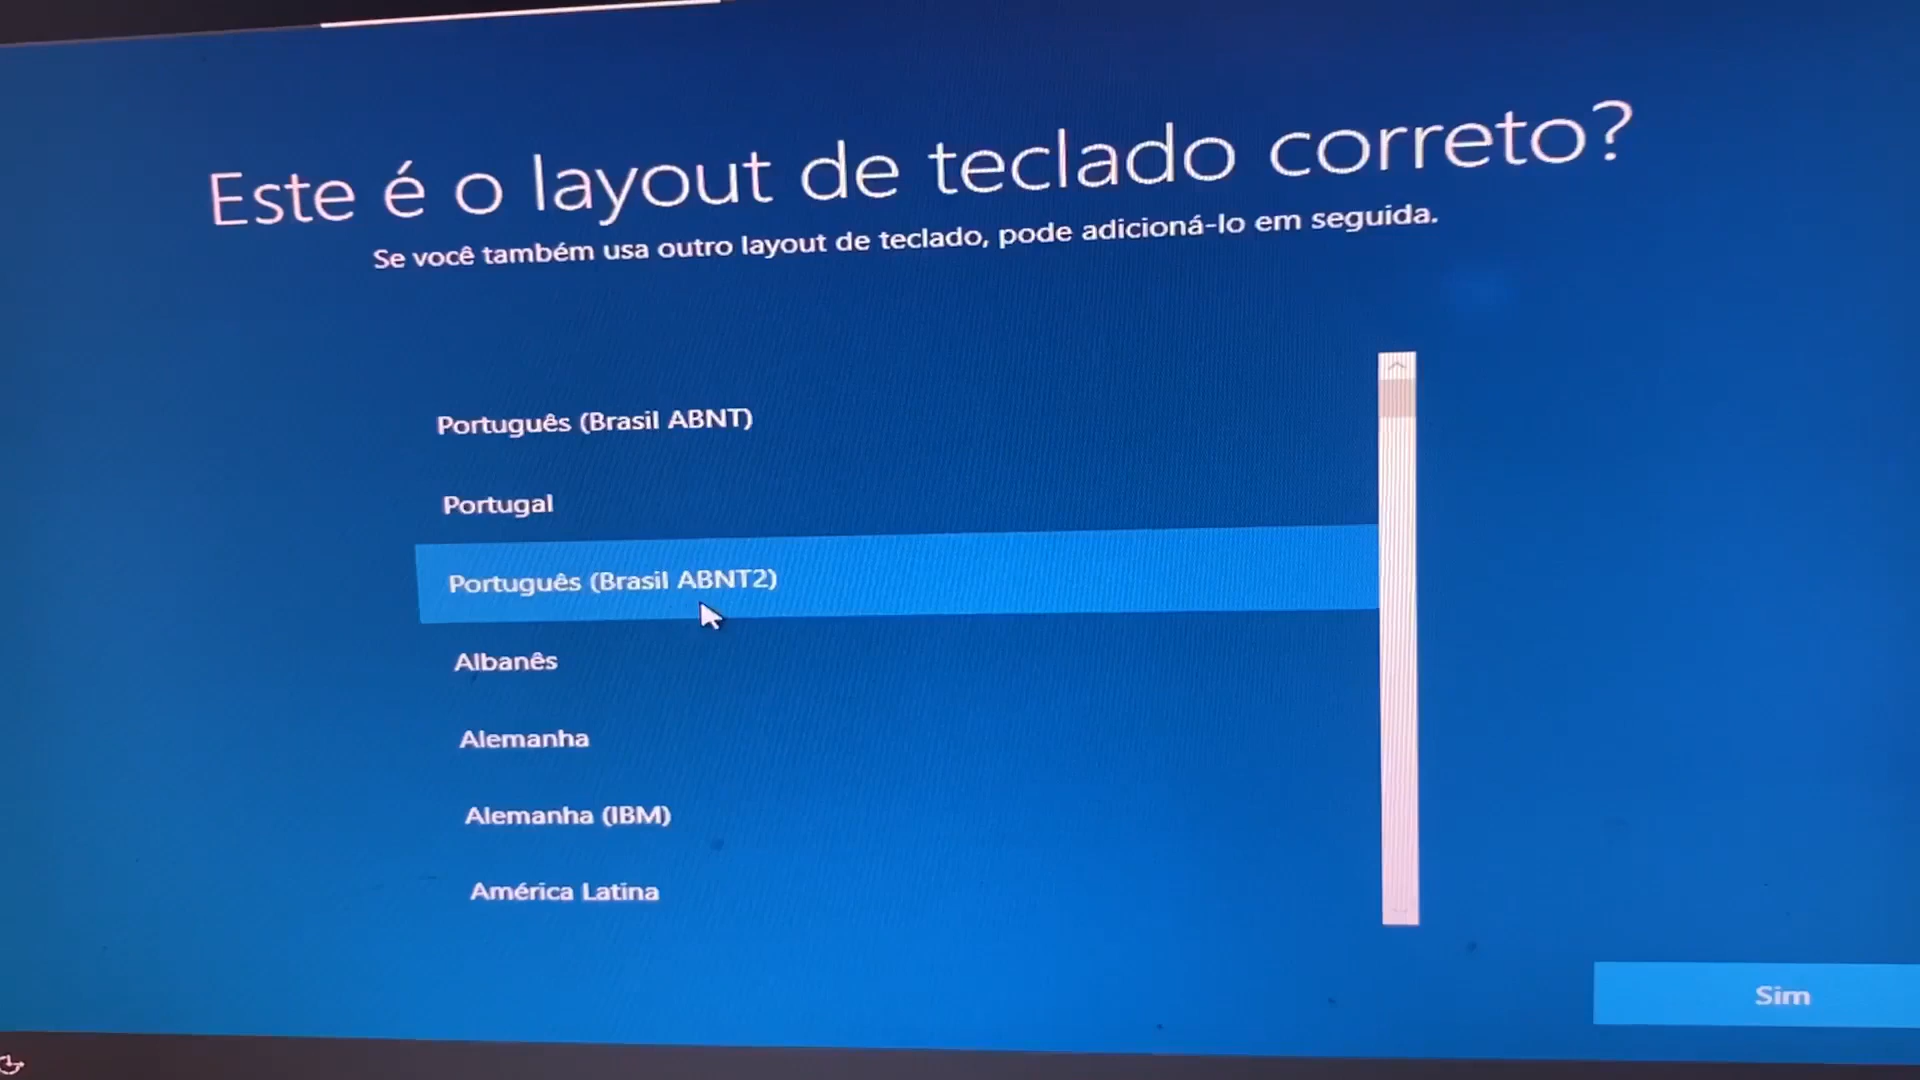 Este é o layout de teclado correto?
Se você também usa outro layout de teclado, pode adicioná-lo em seguida.
Português (Brasil ABNT)
Portugal
Português (Brasil ABNT2)
Albanês
Alemanha
Alemanha (IBM)
América Latina
Sim